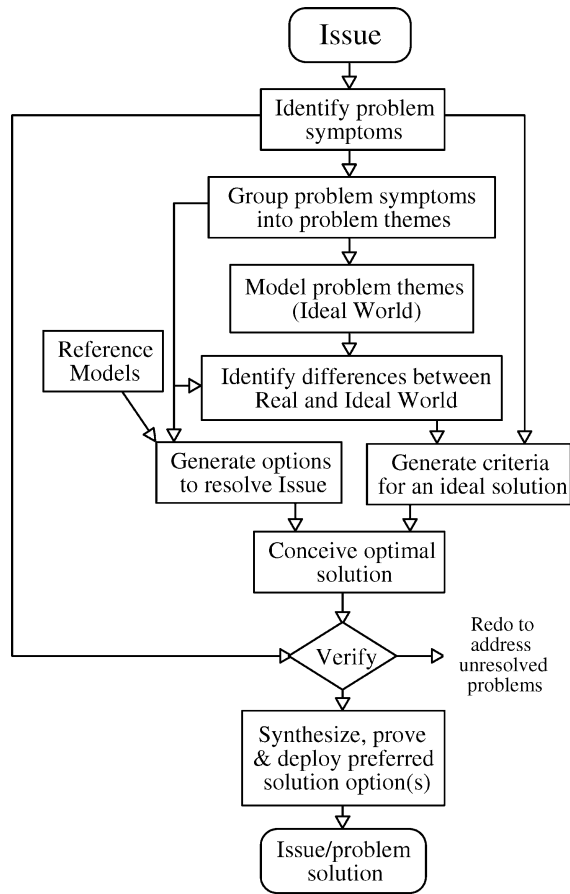 Issue
Identify problem
symptoms
Group problem symptoms
into problem themes
Model problem themes
(Ideal World)
Reference
Models
Identify differences between
Real and Ideal World
Generate options
to resolve Issue
Generate criteria
for an ideal solution
Conceive optimal
solution
Verify
Redo to
address
unresolved
problems
Synthesize, prove
& deploy preferred
solution option(s)
Issue/problem
solution